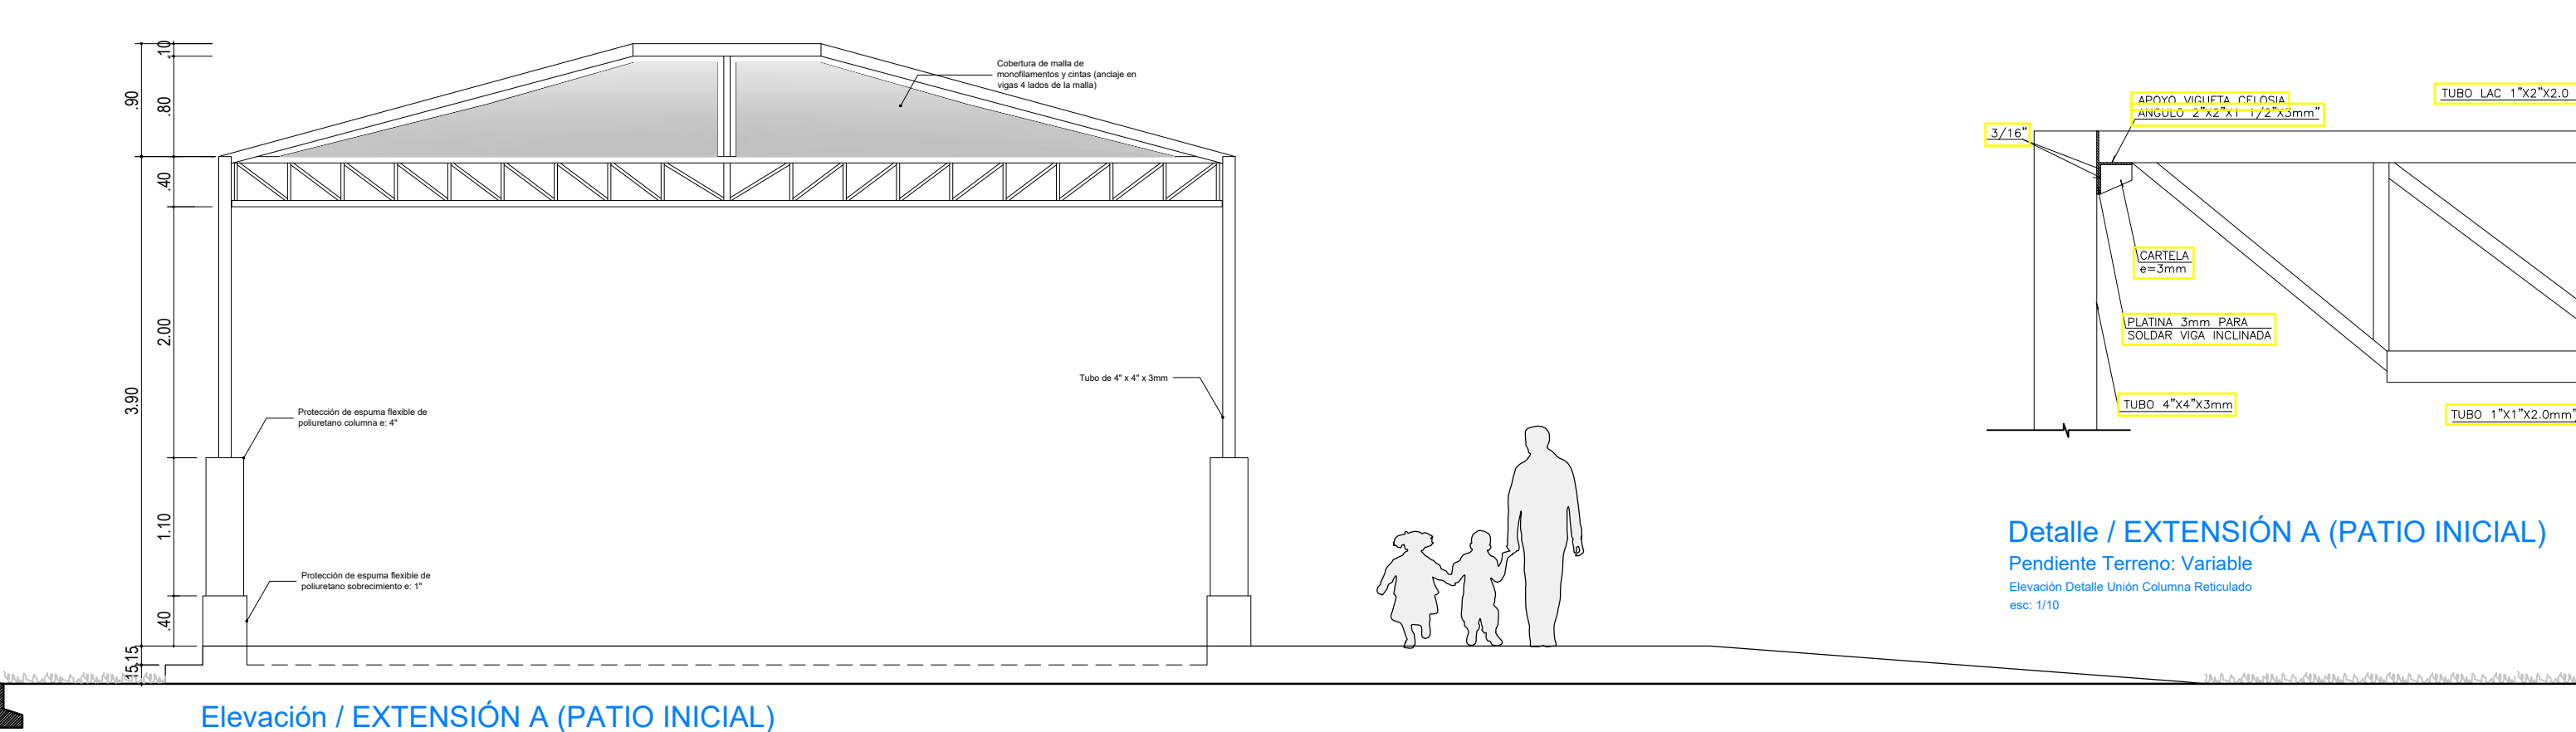 .10
.90
.80
.40
2.00
3.90
1.10
.40
.15
Cobertura de malla de
monofilamentos y cintas (anclaje en
vigas 4 lados de la malla)
Tubo de 4" x 4" x 3mm
Protección de espuma flexible de
poliuretano columna e: 4"
Protección de espuma flexible de
poliuretano sobrecimiento e: 1"
Elevación / EXTENSIÓN A (PATIO INICIAL)
APOYO VIGUETA CELOSIA
ANGULO 2"X2"X1 1/2"X3mm"
TUBO LAC 1"X2"X2.0
3/16"
CARTELA
e=3mm
PLATINA 3mm PARA
SOLDAR VIGA INCLINADA
TUBO 4"X4"X3mm
TUBO 1"X1"X2.0mm"
Detalle / EXTENSIÓN A (PATIO INICIAL)
Pendiente Terreno: Variable
Elevación Detalle Unión Columna Reticulado
esc: 1/10